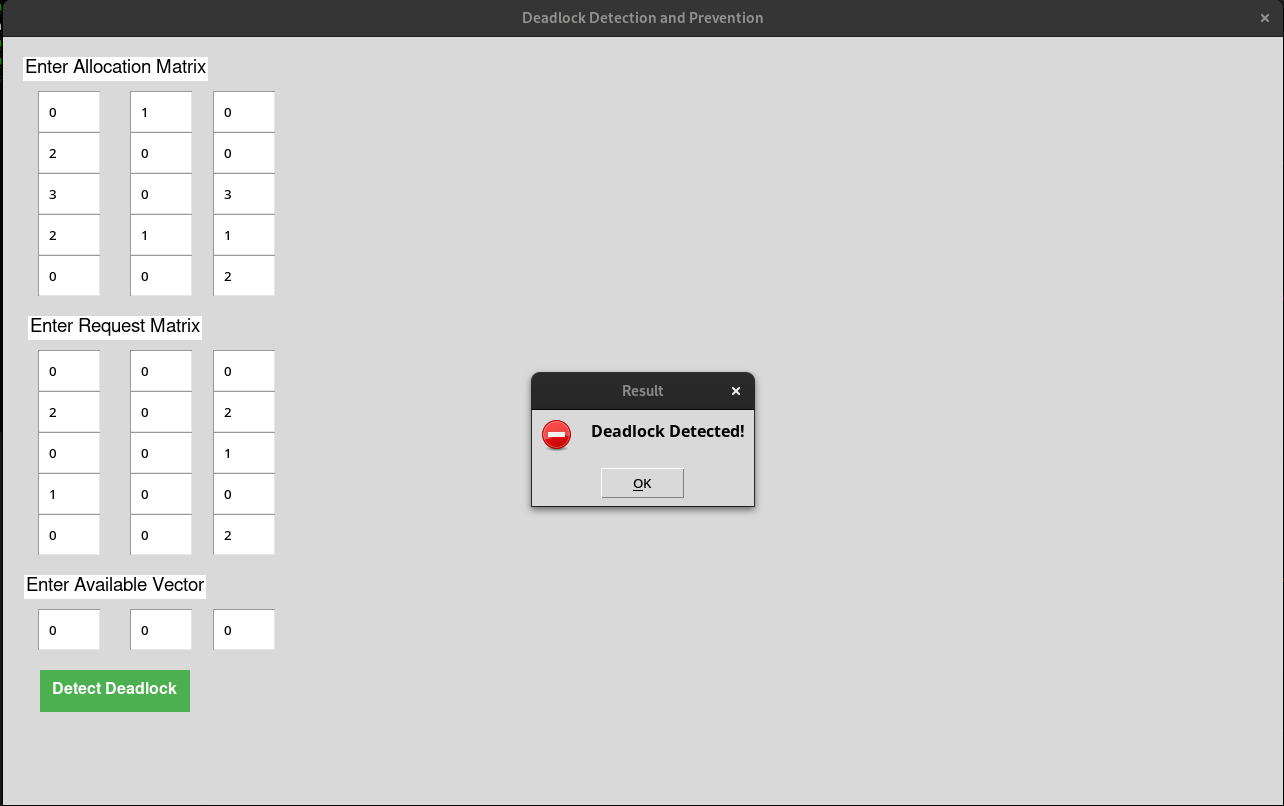 Deadlock Detection and Prevention ×
Enter Allocation Matrix
0 1 0
2 0 0
3 0 3
2 1 1
0 0 2
Enter Request Matrix
0 0 0
2 0 2
0 0 1
1 0 0
0 0 2
Enter Available Vector
0 0 0
Detect Deadlock
Result ×
Deadlock Detected!
OK